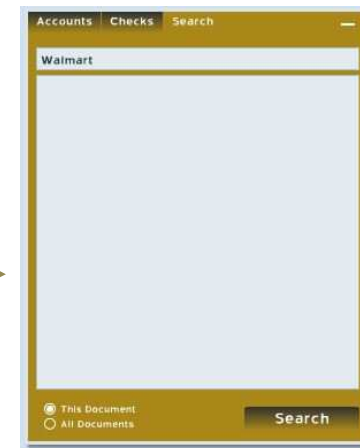 Accounts Checks Search
Walmart
This Document
All Documents
Search